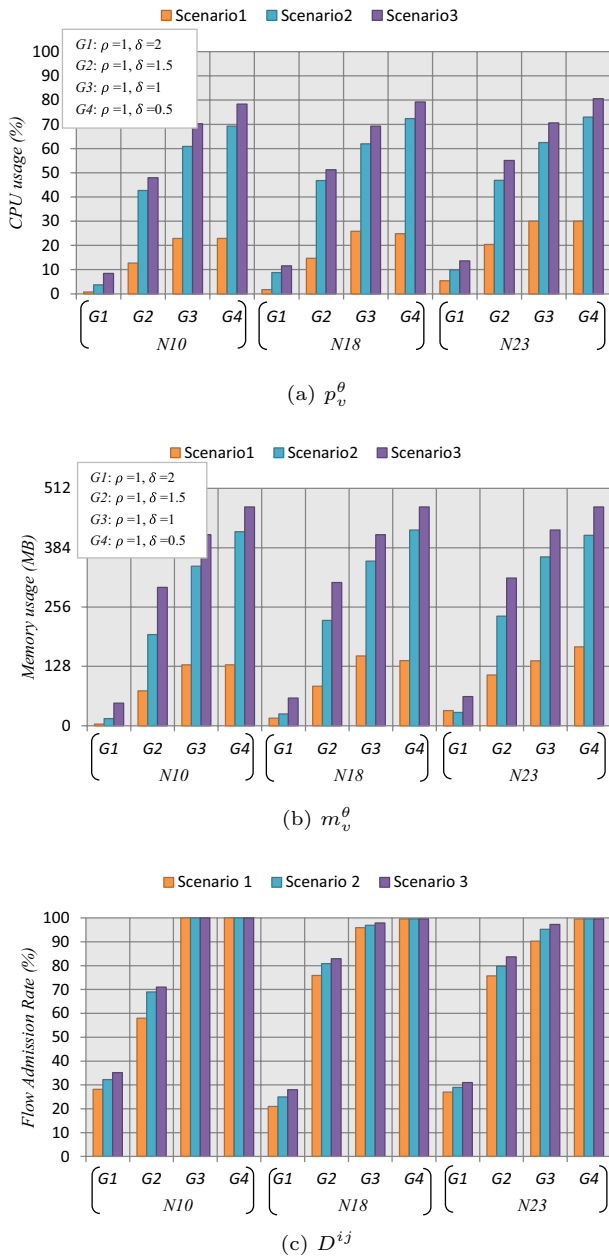 Scenario1 Scenario2 Scenario3
G1: ρ =1, δ =2
G2: ρ =1, δ =1.5
G3: ρ =1, δ =1
G4: ρ =1, δ =0.5
CPU usage (%)
100
90
80
70
60
50
40
30
20
10
0
G1 G2 G3 G4 G1 G2 G3 G4 G1 G2 G3 G4
N10 N18 N23
(a) p_v^θ
Scenario1 Scenario2 Scenario3
G1: ρ =1, δ =2
G2: ρ =1, δ =1.5
G3: ρ =1, δ =1
G4: ρ =1, δ =0.5
Memory usage (MB)
512
384
256
128
0
G1 G2 G3 G4 G1 G2 G3 G4 G1 G2 G3 G4
N10 N18 N23
(b) m_v^θ
Scenario 1 Scenario 2 Scenario 3
Flow Admission Rate (%)
100
90
80
70
60
50
40
30
20
10
0
G1 G2 G3 G4 G1 G2 G3 G4 G1 G2 G3 G4
N10 N18 N23
(c) D^{ij}